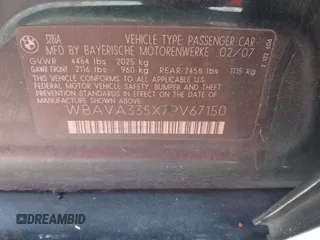 328iA VEHICLE TYPE PASSENGER CAR
MFD BY BAYERISCHE MOTORENWERKE 02/07
GVWR 4464 lbs 2025 kg
GAWR FRONT 2116 lbs 960 kg REAR 2458 lbs 1115 kg
THIS VEHICLE CONFORMS TO ALL APPLICABLE
FEDERAL MOTOR VEHICLE SAFETY, BUMPER
AND THEFT PREVENTION STANDARDS IN EFFECT
ON THE DATE OF MANUFACTURE SHOWN ABOVE
DREAMBID